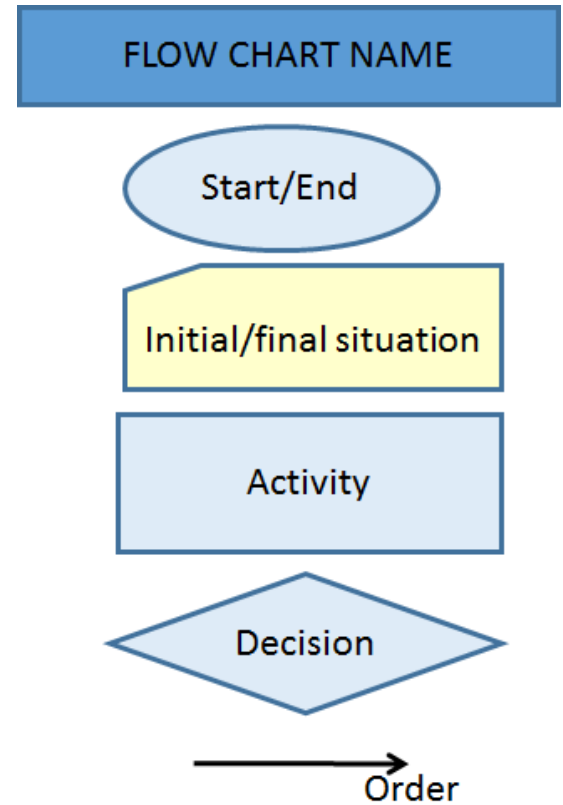 FLOW CHART NAME
Start/End
Initial/final situation
Activity
Decision
Order